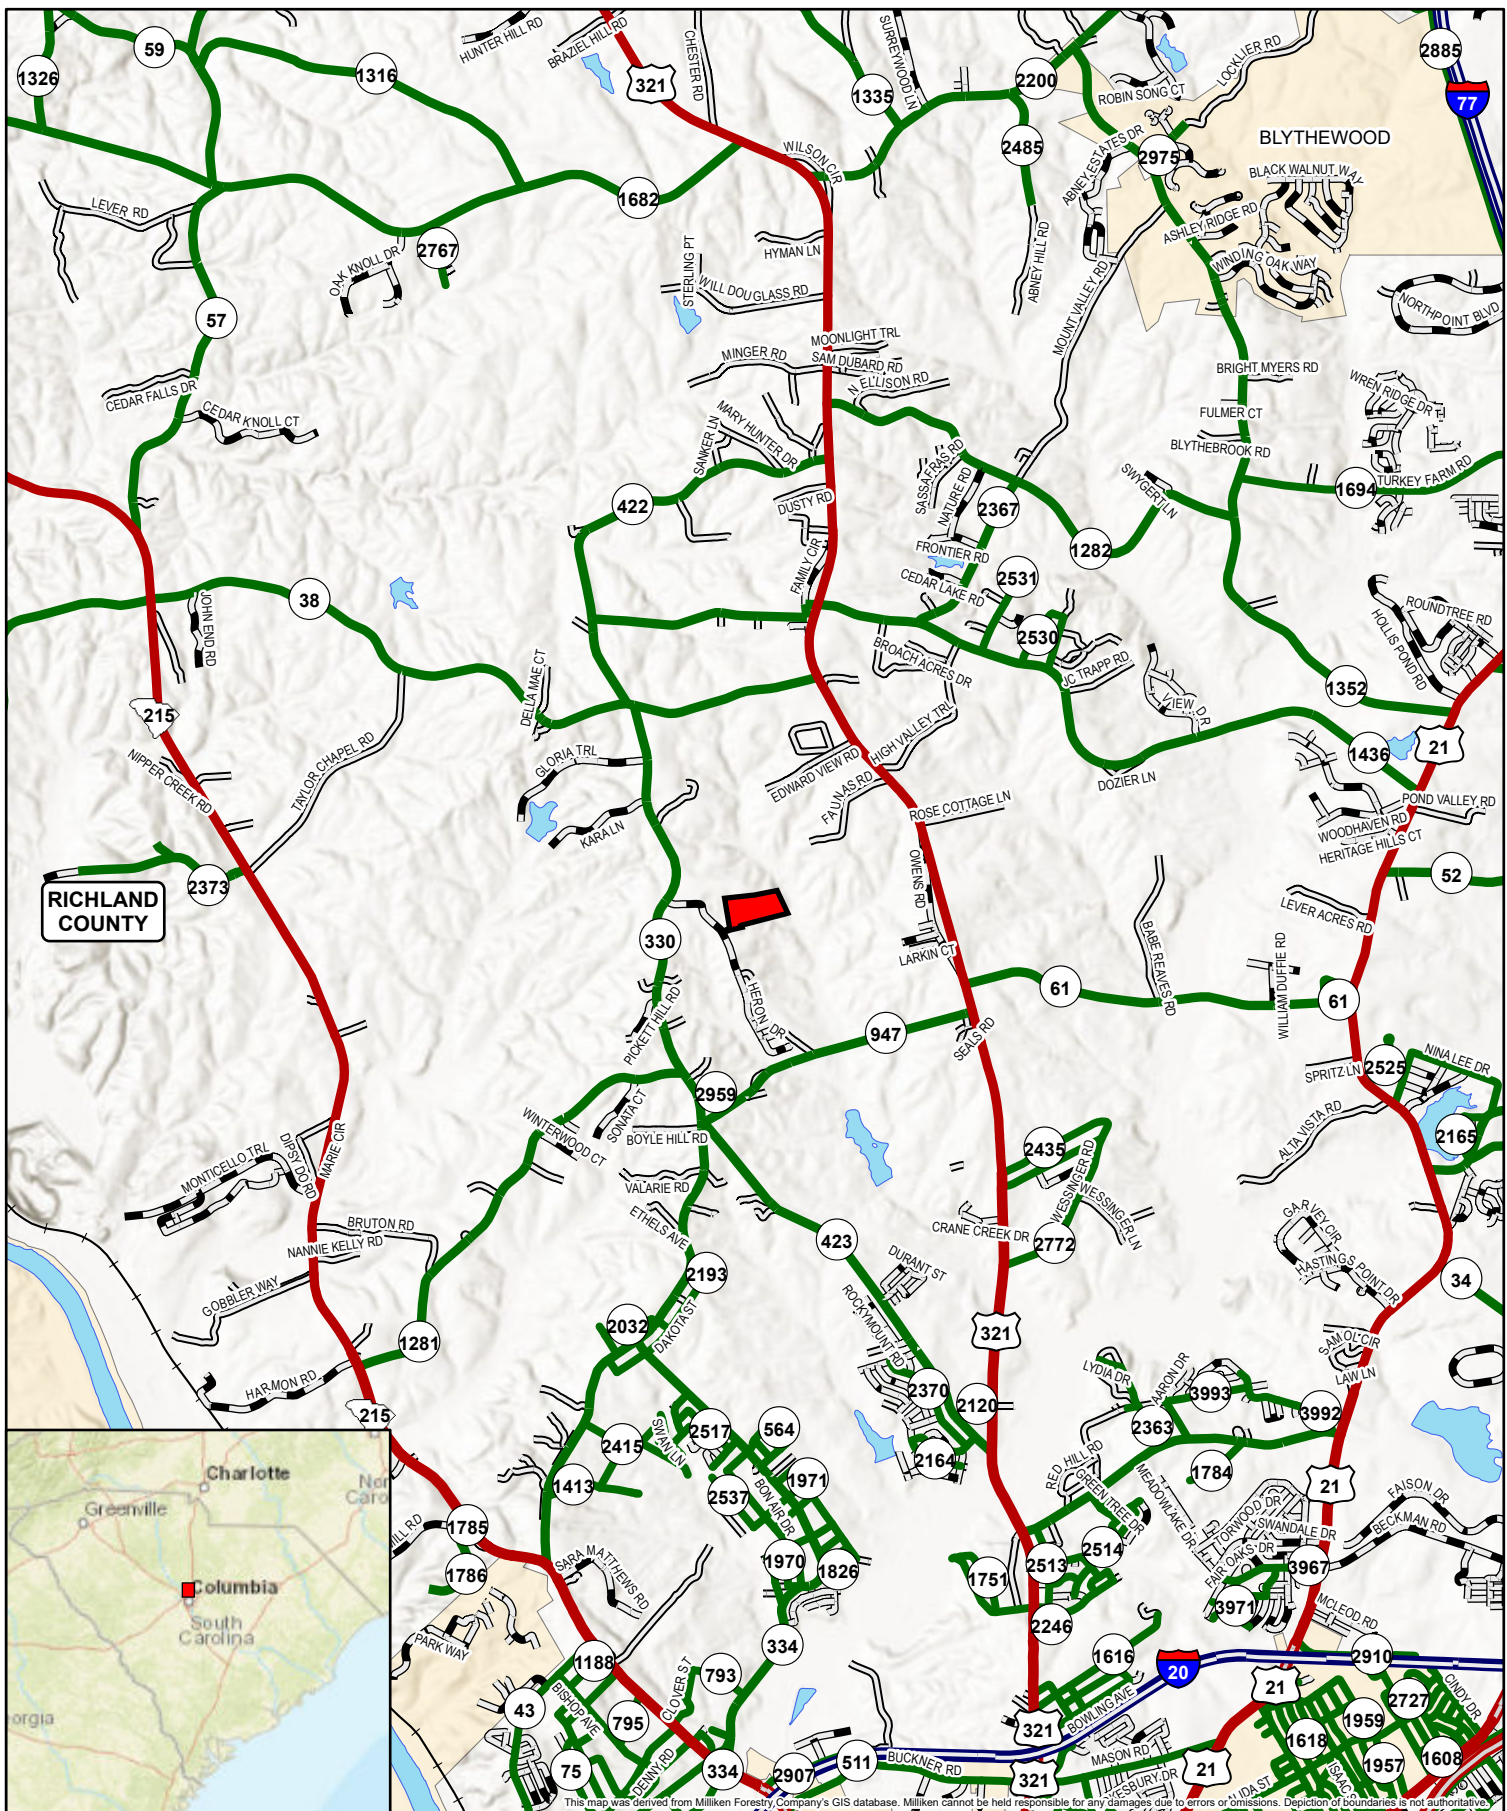 HUNTER HILL RD
BRAZIEL HILL RD
CHESTER RD
SURREYWOOD LN
LOCKLIER RD
2885
77
59
1326
1316
321
1335
2200
ROBIN SONG CT
BLYTHEWOOD
2485
ABNEY ESTATES DR
2975
WILSON CIR
BLACK WALNUT WAY
1682
LEVER RD
ASHLEY RIDGE RD
2767
OAK KNOLL DR
STERLING PT
HYMAN LN
ABNEY HILL RD
WINDING OAK WAY
WILL DOUGLASS RD
MOUNT VALLEY RD
NORTHPOINT BLVD
57
MOONLIGHT TRL
MINGER RD
SAM DUBARD RD
N ELLISON RD
BRIGHT MYERS RD
WREN RIDGE DR
CEDAR FALLS DR
CEDAR KNOLL CT
MARY HUNTER DR
SANKER LN
FULMER CT
BLYTHEBROOK RD
SASSAFRAS RD
NATURE RD
SWYGERT LN
1694
TURKEY FARM RD
422
DUSTY RD
2367
1282
FRONTIER RD
FAMILY CIR
CEDAR LAKE RD
2531
38
JOHN END RD
2530
ROUNDTREE RD
HOLLIS POND RD
BROACH ACRES DR
JC TRAPP RD
DELLA MAE CT
1352
215
VIEW DR
HIGH VALLEY TRL
21
1436
NIPPER CREEK RD
TAYLOR CHAPEL RD
GLORIA TRL
EDWARD VIEW RD
FAUNAS RD
DOZIER LN
POND VALLEY RD
ROSE COTTAGE LN
WOODHAVEN RD
KARA LN
HERITAGE HILLS CT
OWENS RD
52
2373
RICHLAND
COUNTY
LEVER ACRES RD
330
LARKIN CT
BABE REAVES RD
WILLIAM DUFFIE RD
61
61
HERON DR
PICKETT HILL RD
947
SEALS RD
SPRITZ LN
2525
NINA LEE DR
2959
SONATA CT
ALTA VISTA RD
2165
WINTERWOOD CT
BOYLE HILL RD
2435
MONTICELLO TRL
DIPSY DO RD
MARIE CIR
WESSINGER RD
WESSINGER LN
VALARIE RD
ETHELS AVE
BRUTON RD
NANNIE KELLY RD
423
CRANE CREEK DR
2772
GARVEY CIR
HASTINGS POINT DR
34
2193
DURANT ST
GOBBLER WAY
ROCKYMOUNT RD
2032
DAKOTA ST
1281
321
SAMOL CIR
LAW LN
HARMON RD
LYDIA DR
AARON DR
3993
2370
2120
215
3992
2363
SWAN LN
2517
564
2415
2164
RED HILL RD
1784
1413
2537
BON AIR DR
1971
GREEN TREE DR
MEADOWLAKE DR
21
FAISON DR
BECKMAN RD
TORWOOD DR
SWANDALE DR
FAIR OAKS DR
1785
HILL RD
1786
SARA MATTHEWS RD
1970
1826
1751
2513
2514
3967
3971
MCLEOD RD
2246
PARK WAY
334
1616
2910
1188
793
20
21
CINDY DR
2727
43
BISHOP AVE
795
CLOVER ST
321
BOWLING AVE
1959
1618
75
DENNY RD
334
2907
511
BUCKNER RD
MASON RD
321
21
1957
1608
Charlotte
Greenville
Columbia
South
Carolina
This map was derived from Milliken Forestry Company's GIS database. Milliken cannot be held responsible for any damages due to errors or omissions. Depiction of boundaries is not authoritative.